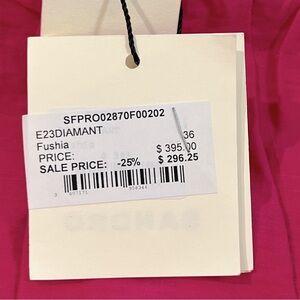 SFPRO02870F00202
E23DIAMANT
36
Fushia
PRICE: $ 395.00
SALE PRICE: -25% $ 296.25